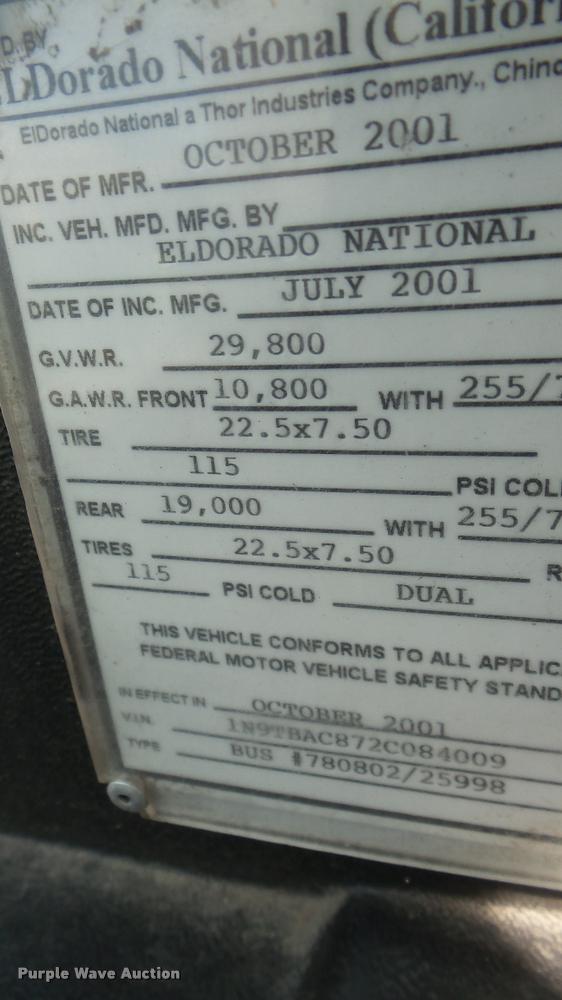 D. BY
ELDorado National (Califor
ElDorado National a Thor Industries Company., Chino
DATE OF MFR. OCTOBER 2001
INC. VEH. MFD. MFG. BY
ELDORADO NATIONAL
DATE OF INC. MFG. JULY 2001
G.V.W.R. 29,800
G.A.W.R. FRONT 10,800 WITH 255/7
TIRE 22.5x7.50
115 PSI COL
REAR 19,000 WITH 255/7
TIRES 22.5x7.50 R
115 PSI COLD DUAL
THIS VEHICLE CONFORMS TO ALL APPLIC
FEDERAL MOTOR VEHICLE SAFETY STAND
IN EFFECT IN OCTOBER 2001
V.I.N. 1N9TBAC872C084009
TYPE BUS #780802/25998
Purple Wave Auction